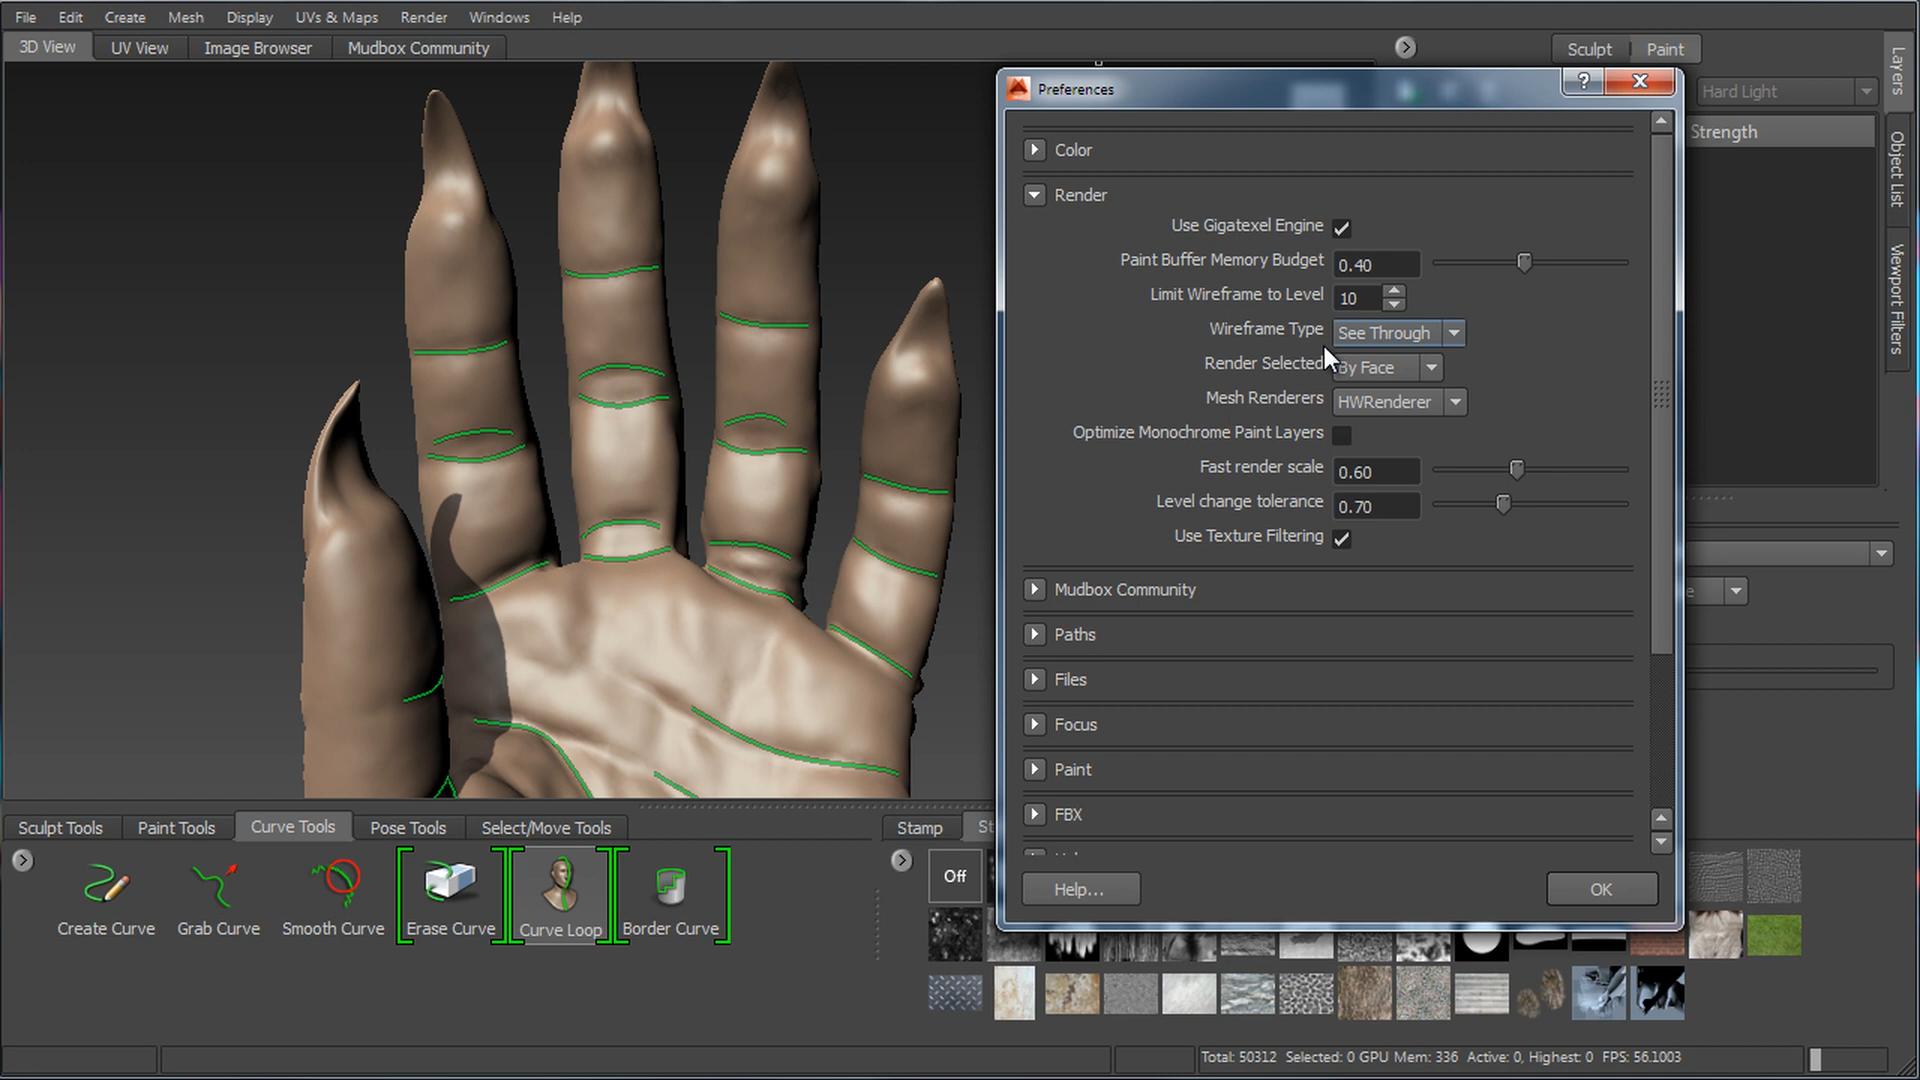 File Edit Create Mesh Display UVs & Maps Render Windows Help
3D View UV View Image Browser Mudbox Community
Sculpt Paint
Layers
Object List
Viewport Filters
Hard Light
Strength
Preferences
?
Color
Render
Use Gigatexel Engine
Paint Buffer Memory Budget 0.40
Limit Wireframe to Level 10
Wireframe Type See Through
Render Selected By Face
Mesh Renderers HWRenderer
Optimize Monochrome Paint Layers
Fast render scale 0.60
Level change tolerance 0.70
Use Texture Filtering
Mudbox Community
Paths
Files
Focus
Paint
FBX
Help... OK
Sculpt Tools Paint Tools Curve Tools Pose Tools Select/Move Tools
Stamp
Off
Create Curve Grab Curve Smooth Curve Erase Curve Curve Loop Border Curve
Total: 50312 Selected: 0 GPU Mem: 336 Active: 0, Highest: 0 FPS: 56.1003